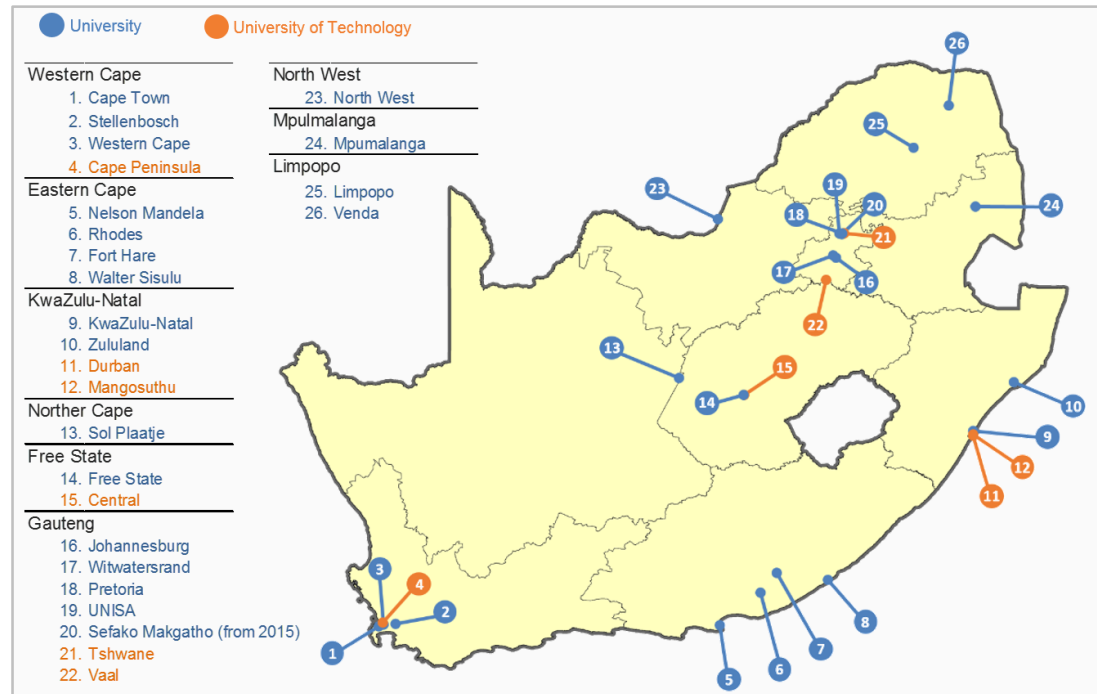 University
University of Technology
Western Cape
1. Cape Town
2. Stellenbosch
3. Western Cape
4. Cape Peninsula
Eastern Cape
5. Nelson Mandela
6. Rhodes
7. Fort Hare
8. Walter Sisulu
KwaZulu-Natal
9. KwaZulu-Natal
10. Zululand
11. Durban
12. Mangosuthu
Norther Cape
13. Sol Plaatje
Free State
14. Free State
15. Central
Gauteng
16. Johannesburg
17. Witwatersrand
18. Pretoria
19. UNISA
20. Sefako Makgatho (from 2015)
21. Tshwane
22. Vaal
North West
23. North West
Mpulmalanga
24. Mpumalanga
Limpopo
25. Limpopo
26. Venda
26
25
19
20
23
18
24
21
17
16
22
13
15
14
10
9
12
11
3
4
2
1
8
7
6
5